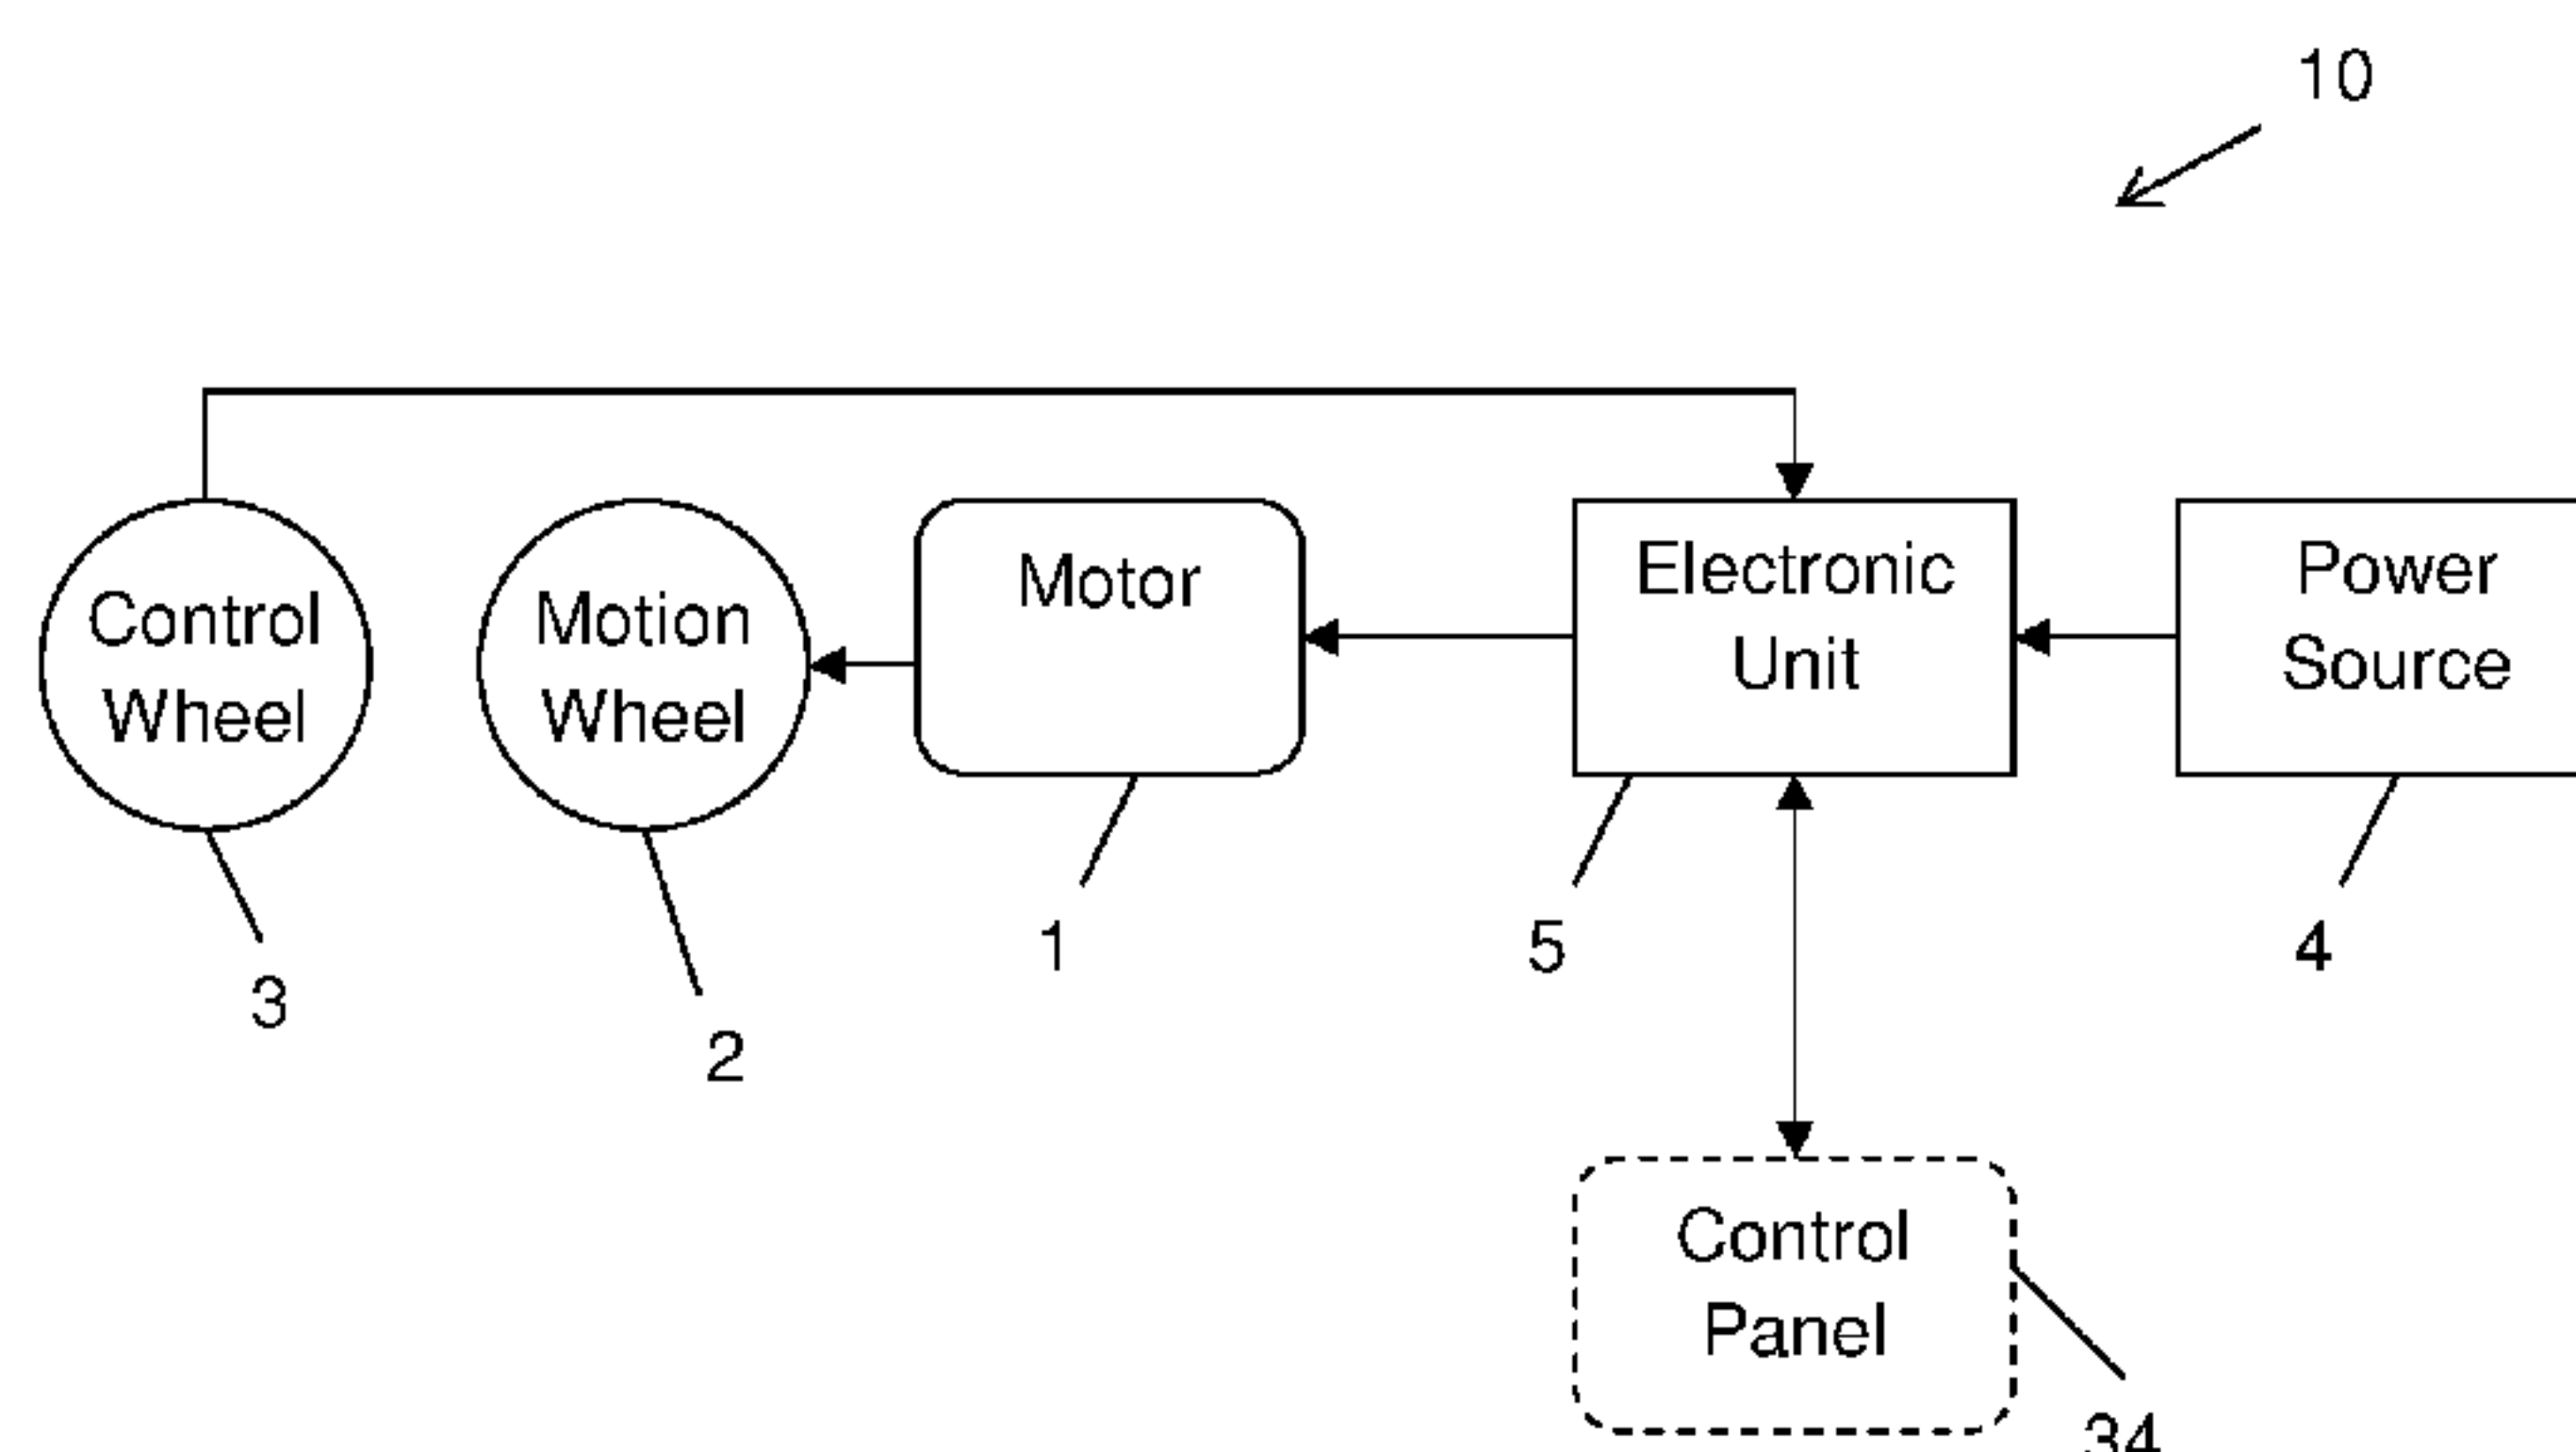 10
Control
Wheel
Motion
Wheel
Motor
Electronic
Unit
Power
Source
3
2
1
5
4
Control
Panel
34